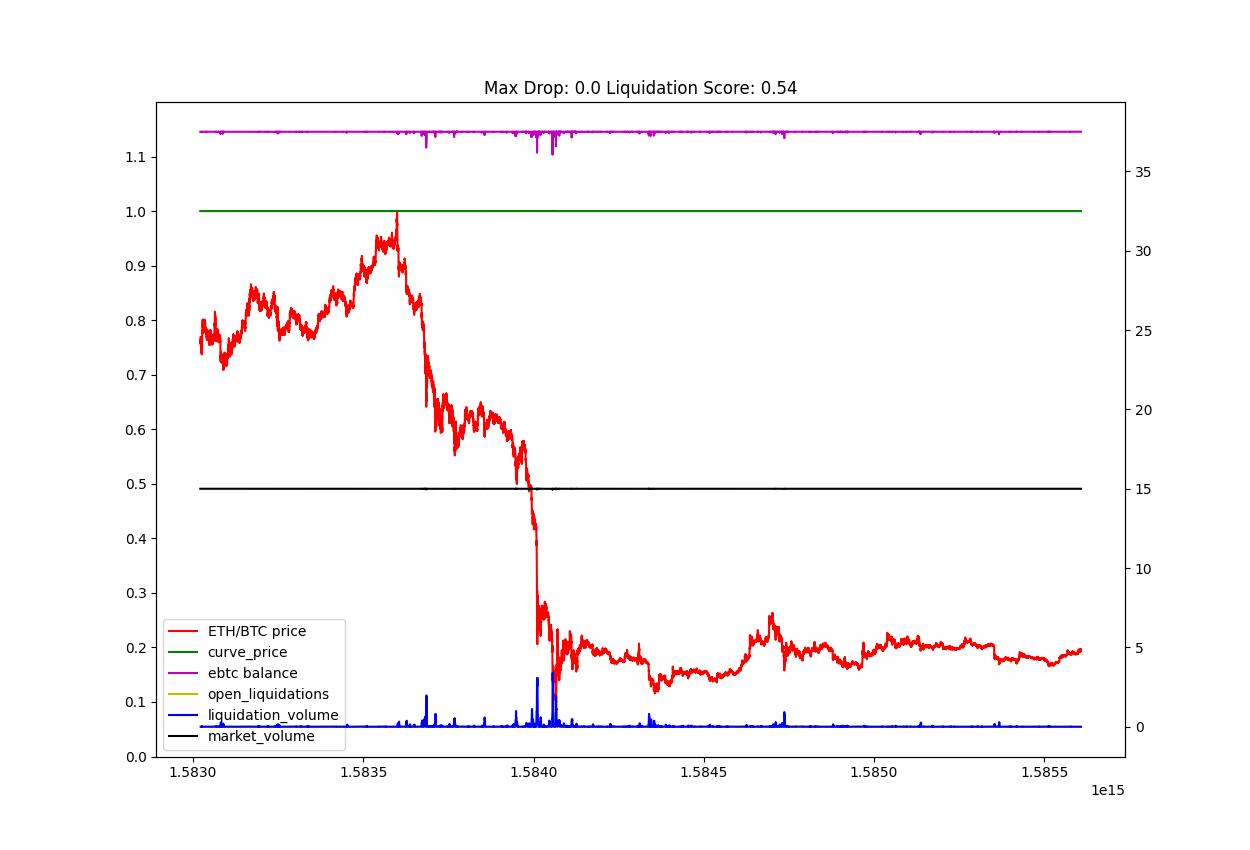 Max Drop: 0.0 Liquidation Score: 0.54
1.1
1.0
0.9
0.8
0.7
0.6
0.5
0.4
0.3
0.2
0.1
0.0
35
30
25
20
15
10
5
0
ETH/BTC price
curve_price
ebtc balance
open_liquidations
liquidation_volume
market_volume
1.5830 1.5835 1.5840 1.5845 1.5850 1.5855
1e15